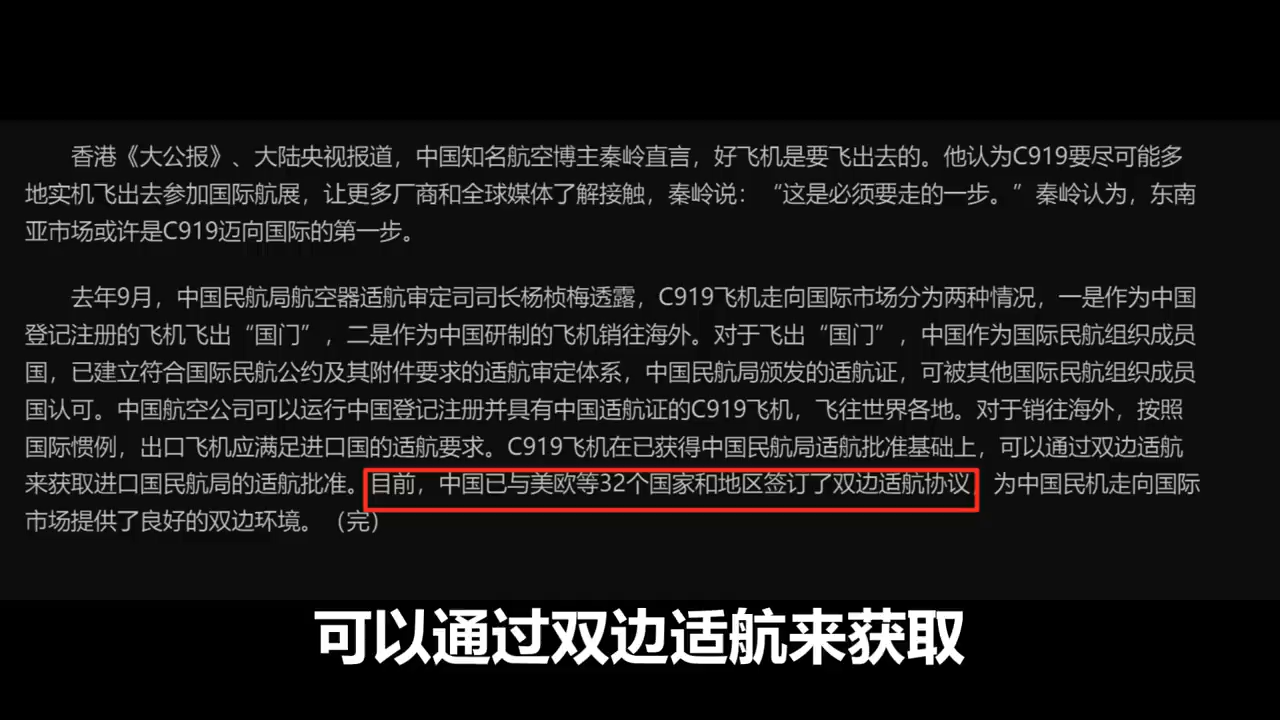 香港《大公报》、大陆央视报道，中国知名航空博主秦岭直言，好飞机是要飞出去的。他认为C919要尽可能多
地实机飞出去参加国际航展，让更多厂商和全球媒体了解接触，秦岭说：“这是必须要走的一步。”秦岭认为，东南
亚市场或许是C919迈向国际的第一步。
去年9月，中国民航局航空器适航审定司司长杨桢梅透露，C919飞机走向国际市场分为两种情况，一是作为中国
登记注册的飞机飞出“国门”，二是作为中国研制的飞机销往海外。对于飞出“国门”，中国作为国际民航组织成员
国，已建立符合国际民航公约及其附件要求的适航审定体系，中国民航局颁发的适航证，可被其他国际民航组织成员
国认可。中国航空公司可以运行中国登记注册并具有中国适航证的C919飞机，飞往世界各地。对于销往海外，按照
国际惯例，出口飞机应满足进口国的适航要求。C919飞机在已获得中国民航局适航批准基础上，可以通过双边适航
来获取进口国民航局的适航批准。目前，中国已与美欧等32个国家和地区签订了双边适航协议，为中国民机走向国际
市场提供了良好的双边环境。（完）
可以通过双边适航来获取